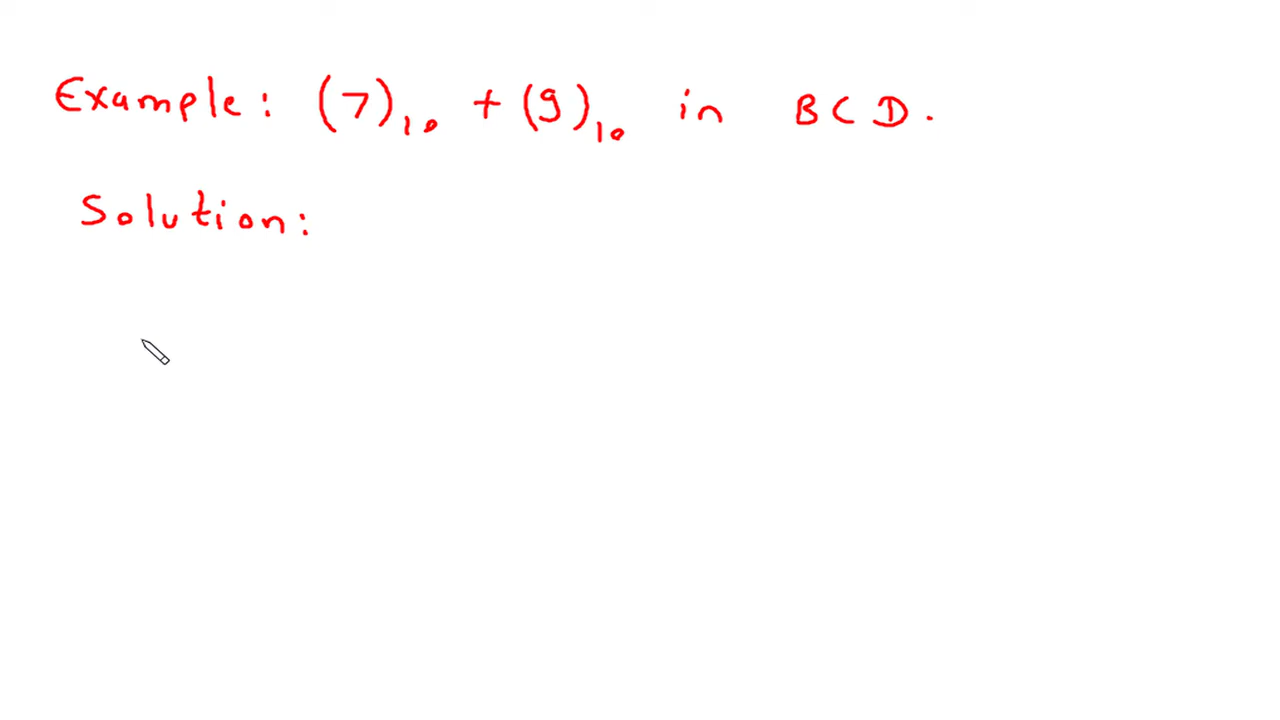 Example: (7)₁₀ + (9)₁₀ in BCD.
Solution: